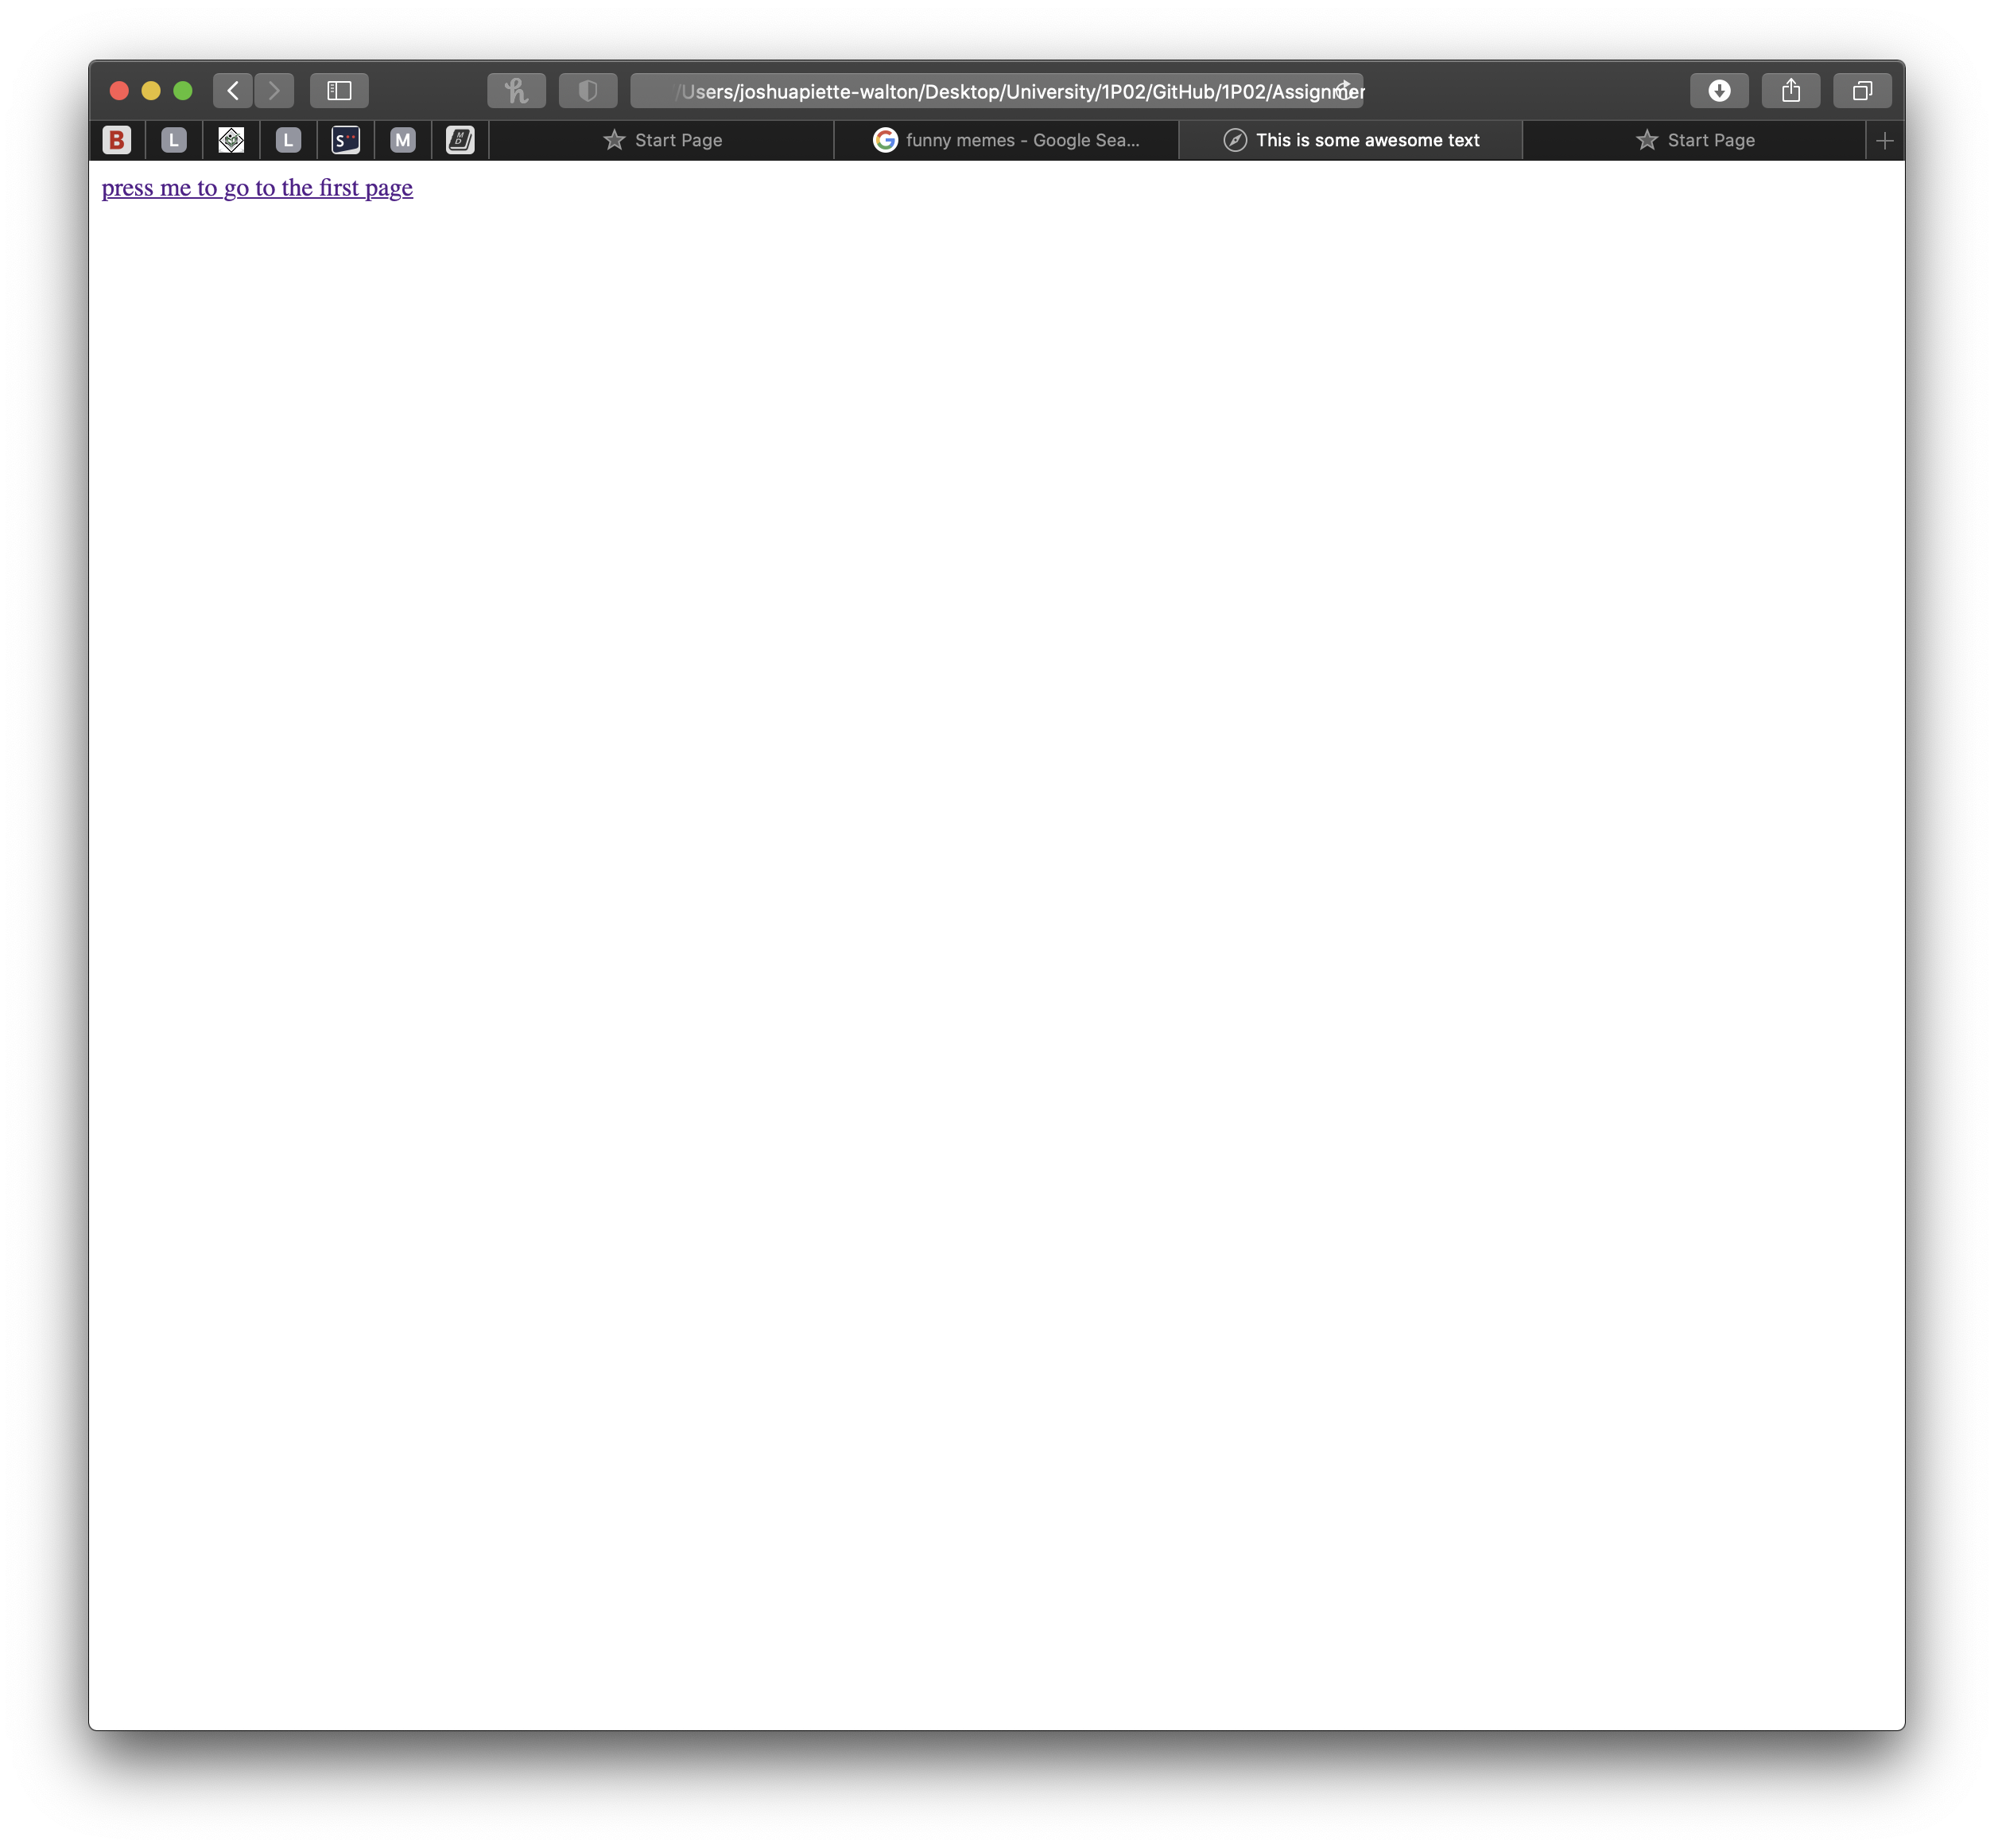 /Users/joshuapiette-walton/Desktop/University/1P02/GitHub/1P02/Assignmer
B L L S M M D Start Page funny memes - Google Sea... This is some awesome text Start Page
press me to go to the first page